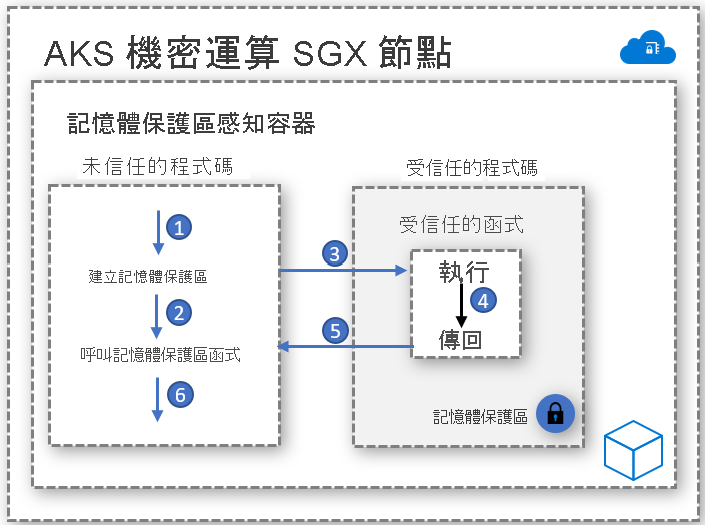 AKS 機密運算 SGX 節點
記憶體保護區感知容器
未信任的程式碼
受信任的程式碼
受信任的函式
1
建立記憶體保護區
2
呼叫記憶體保護區函式
6
3
執行
4
傳回
5
記憶體保護區